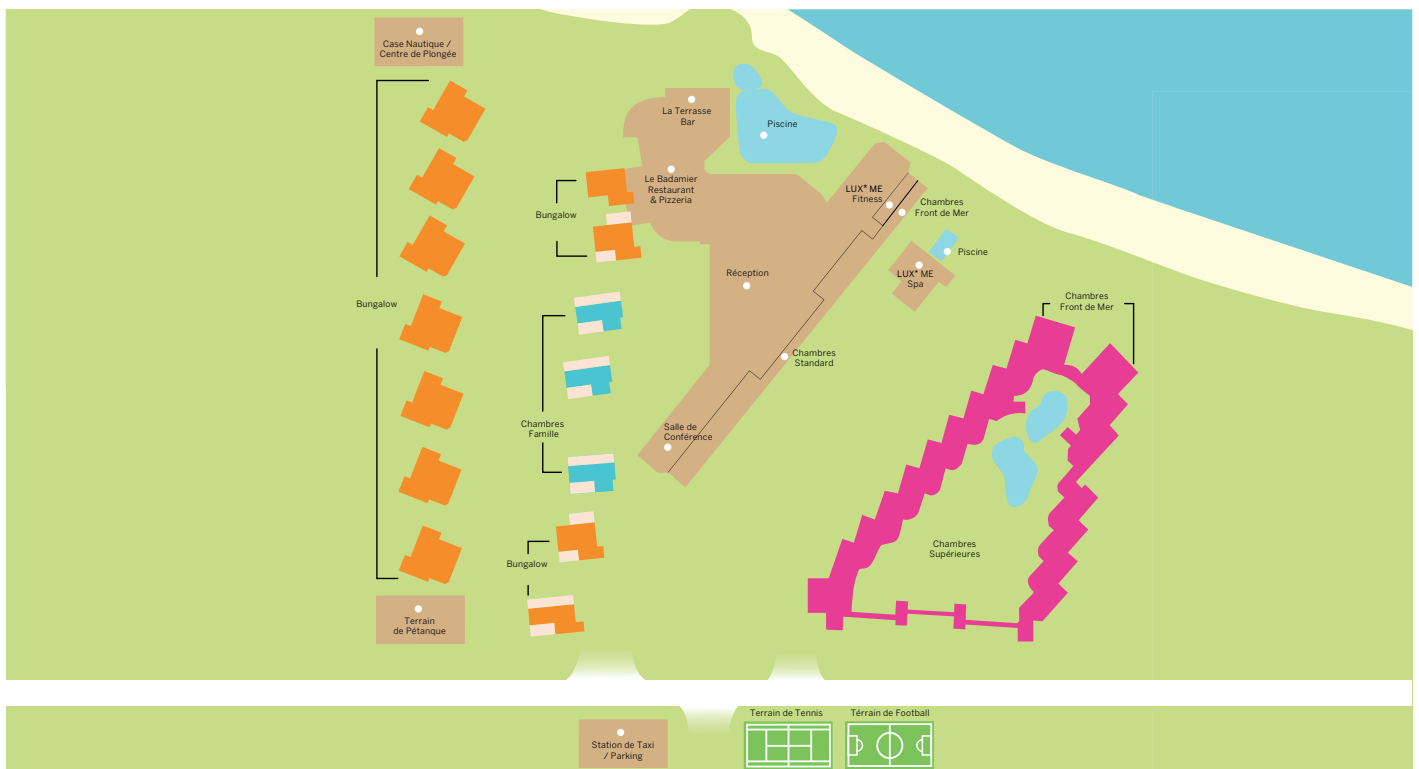 Case Nautique /
Centre de Plongée
La Terrasse
Bar
Piscine
Le Badamier
Restaurant
& Pizzeria
LUX* ME
Fitness
Chambres
Front de Mer
Bungalow
Piscine
LUX* ME
Spa
Réception
Bungalow
Chambres
Front de Mer
Chambres
Standard
Chambres
Famille
Salle de
Conférence
Chambres
Supérieures
Bungalow
Terrain
de Pétanque
Terrain de Tennis
Térrain de Football
Station de Taxi
/ Parking